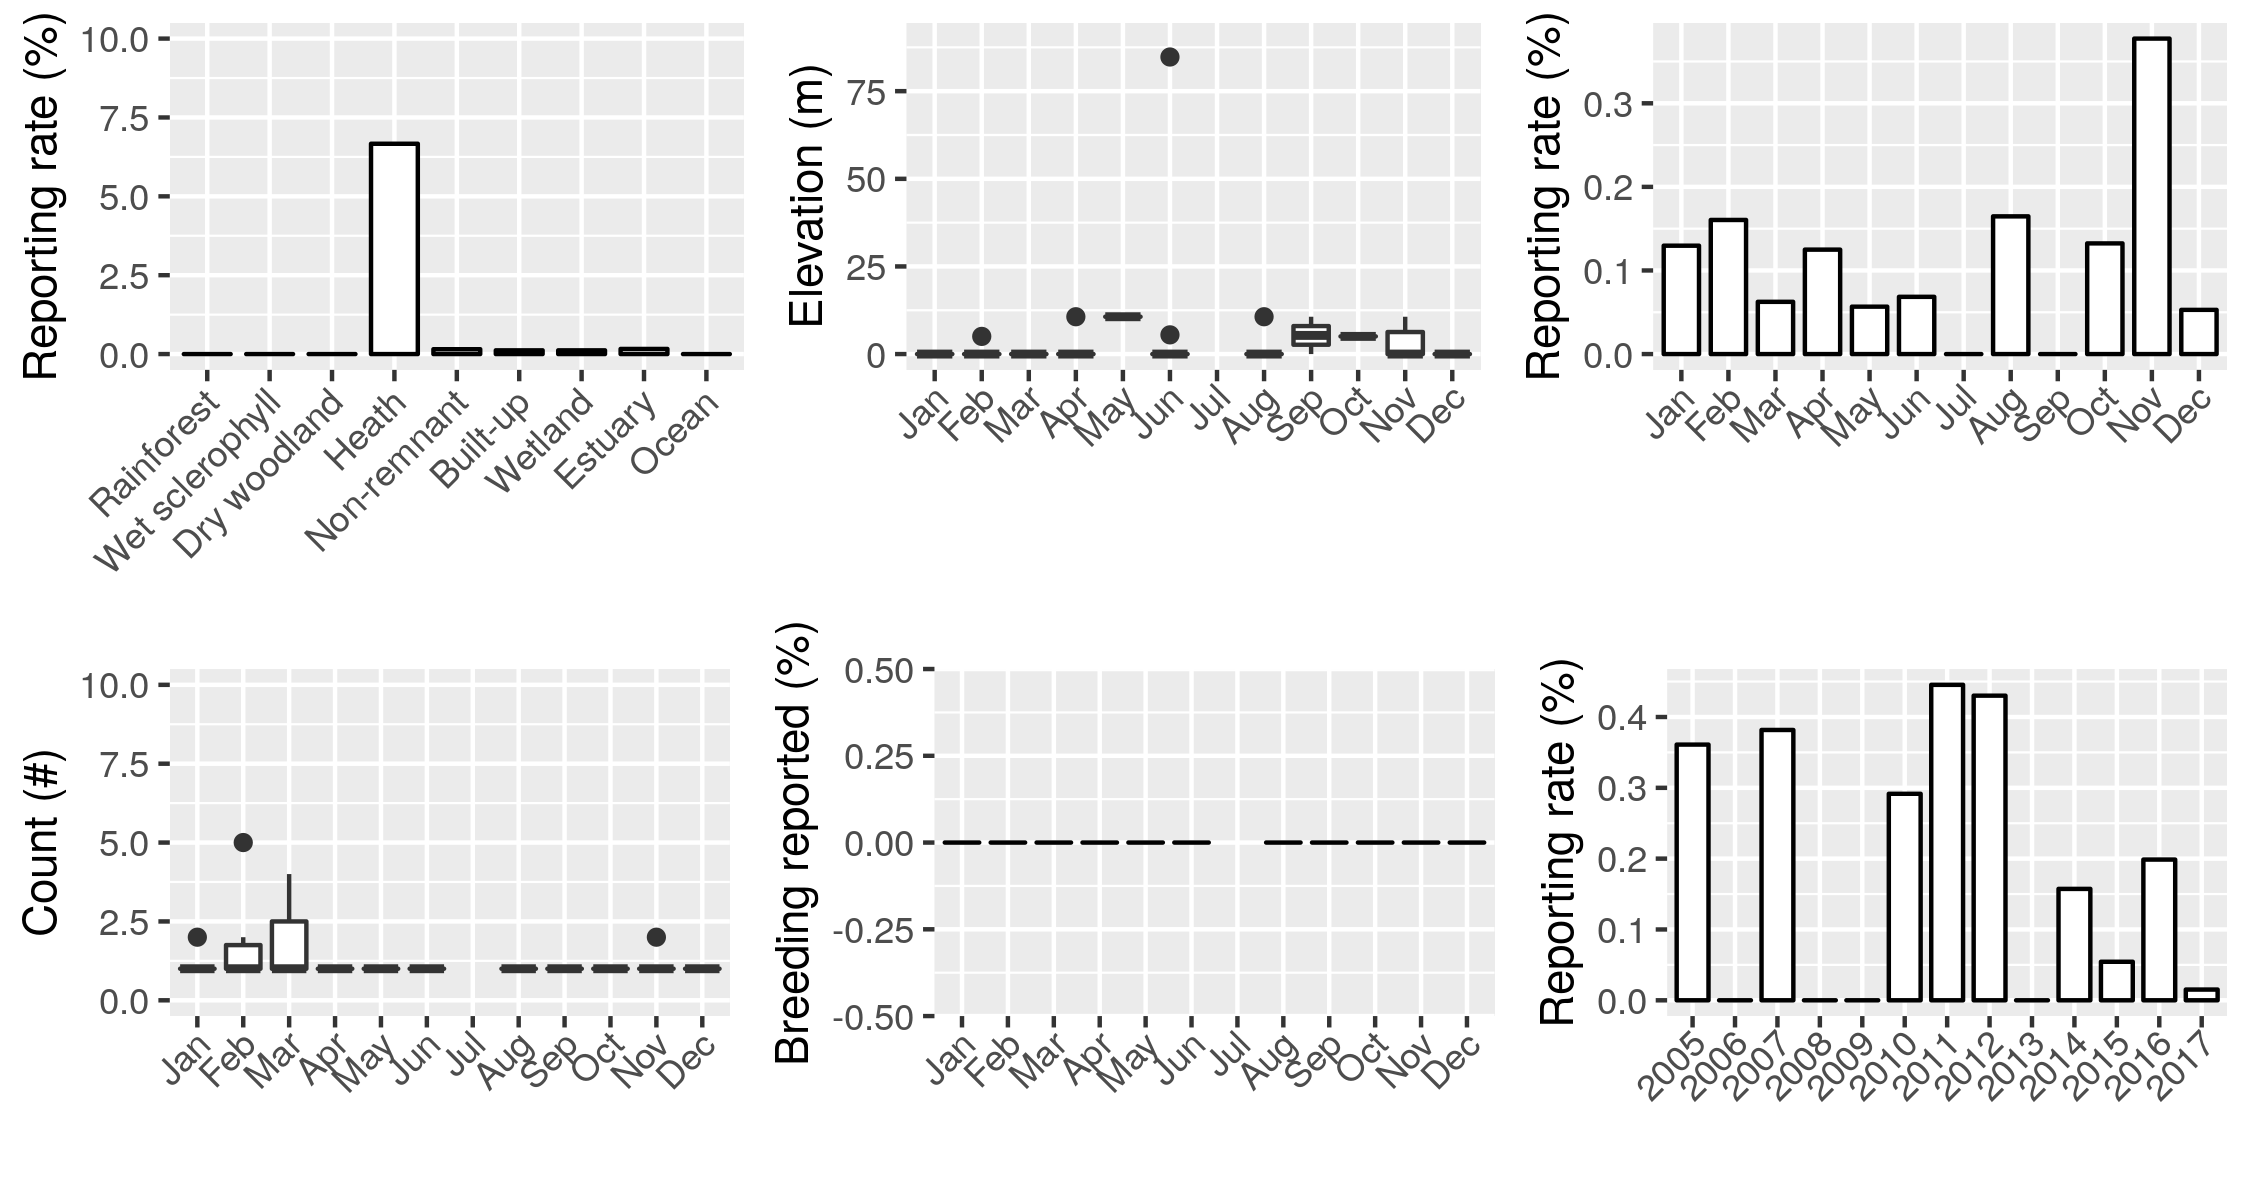 Reporting rate (%)
10.0
7.5
5.0
2.5
0.0
Rainforest
Wet sclerophyll
Dry woodland
Heath
Non-remnant
Built-up
Wetland
Estuary
Ocean
Elevation (m)
75
50
25
0
Jan
Feb
Mar
Apr
May
Jun
Jul
Aug
Sep
Oct
Nov
Dec
Reporting rate (%)
0.3
0.2
0.1
0.0
Jan
Feb
Mar
Apr
May
Jun
Jul
Aug
Sep
Oct
Nov
Dec
Count (#)
10.0
7.5
5.0
2.5
0.0
Jan
Feb
Mar
Apr
May
Jun
Jul
Aug
Sep
Oct
Nov
Dec
Breeding reported (%)
0.50
0.25
0.00
-0.25
-0.50
Jan
Feb
Mar
Apr
May
Jun
Jul
Aug
Sep
Oct
Nov
Dec
Reporting rate (%)
0.4
0.3
0.2
0.1
0.0
2005
2006
2007
2008
2009
2010
2011
2012
2013
2014
2015
2016
2017